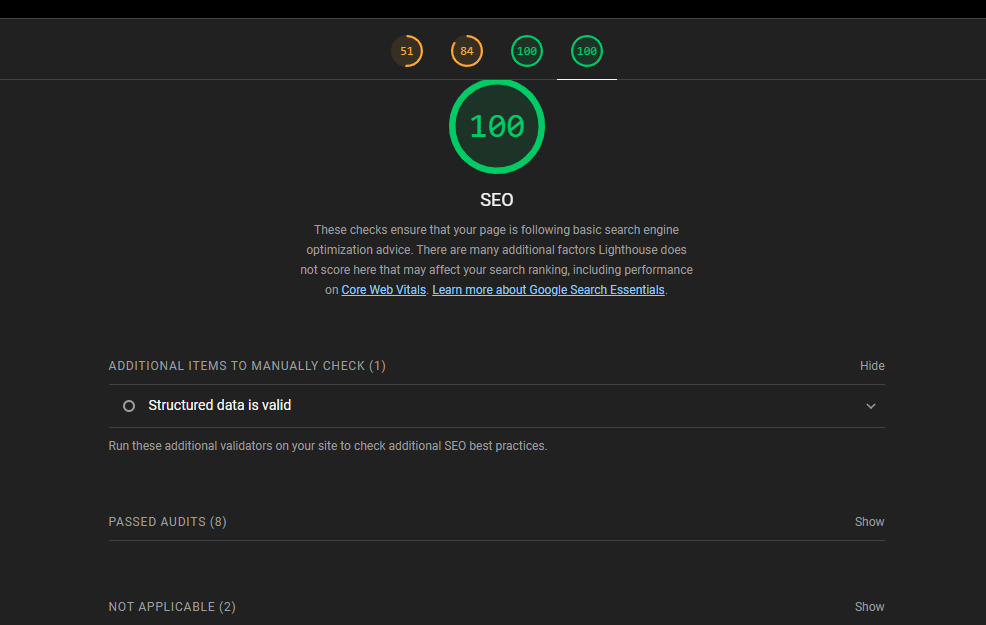 51 84 100 100
100
SEO
These checks ensure that your page is following basic search engine
optimization advice. There are many additional factors Lighthouse does
not score here that may affect your search ranking, including performance
on Core Web Vitals. Learn more about Google Search Essentials.
ADDITIONAL ITEMS TO MANUALLY CHECK (1) Hide
Structured data is valid
Run these additional validators on your site to check additional SEO best practices.
PASSED AUDITS (8) Show
NOT APPLICABLE (2) Show